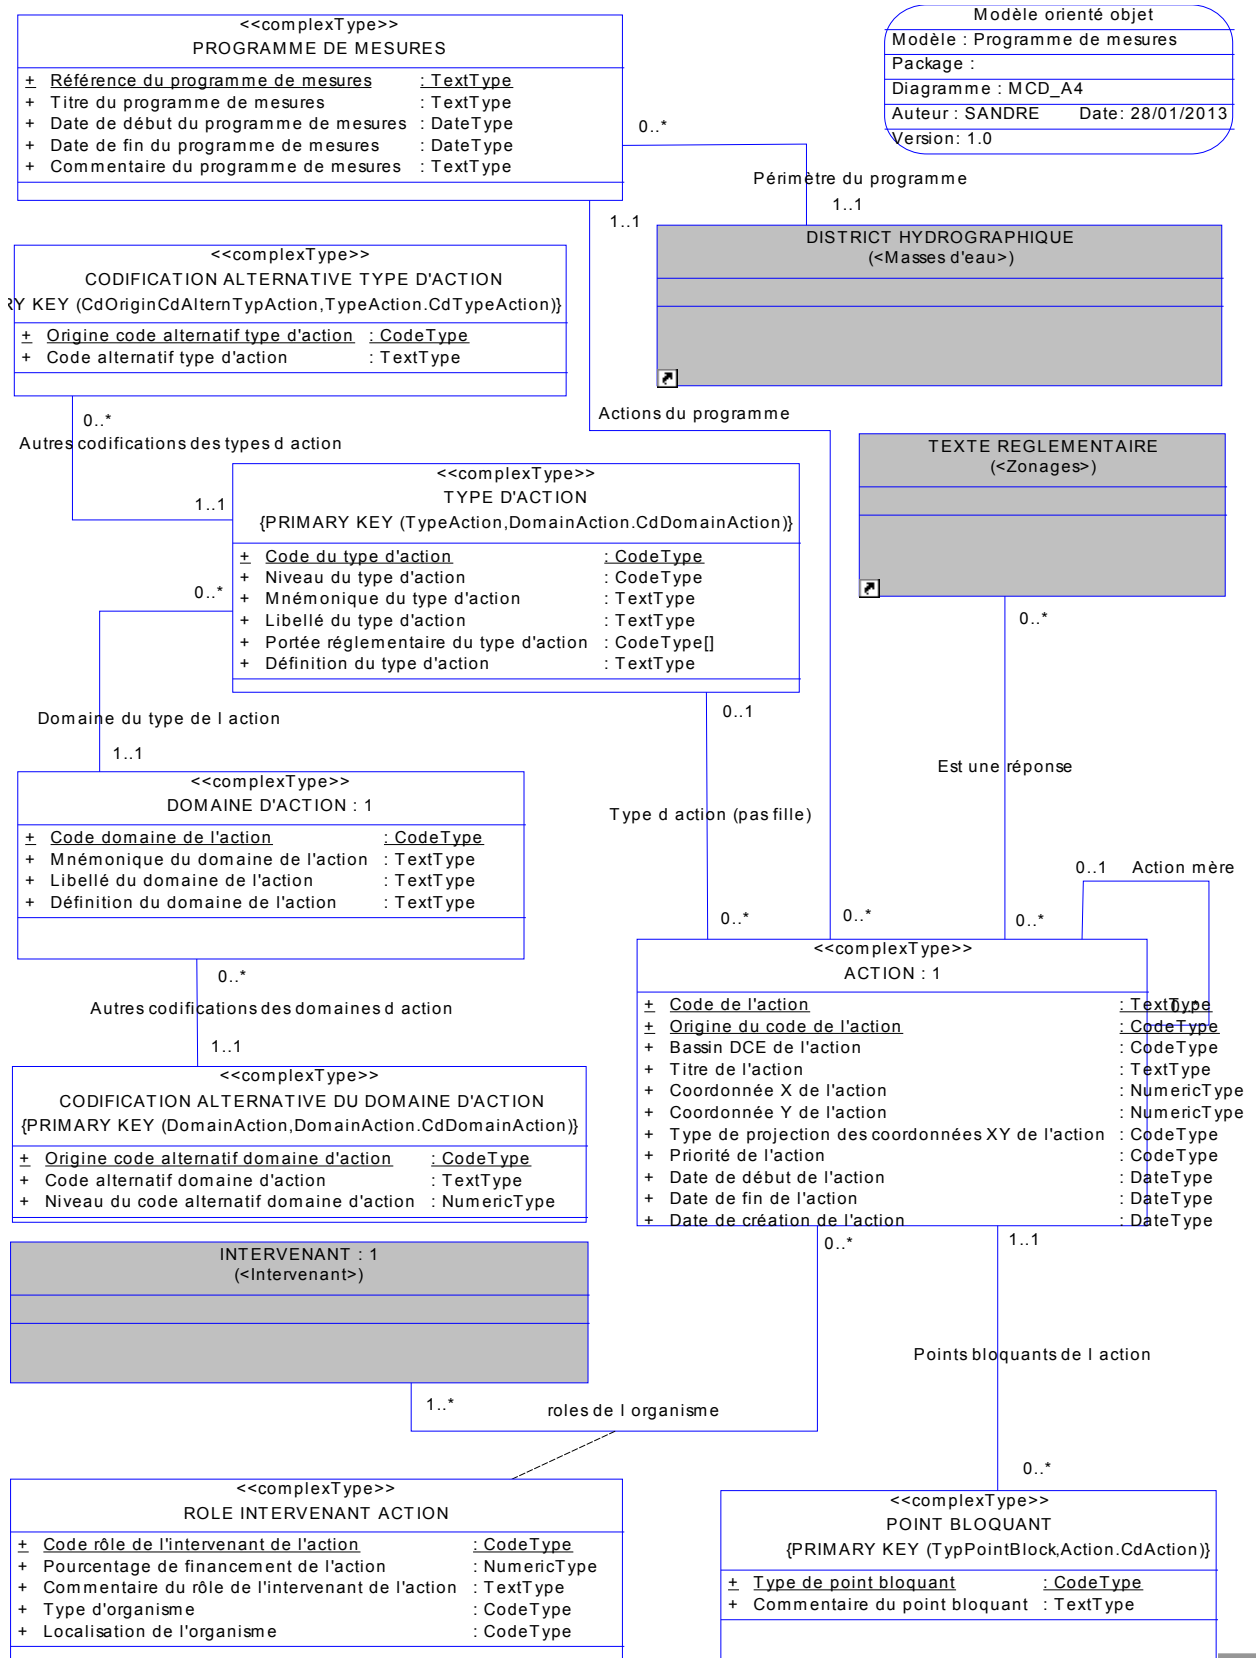 <<complexType>>
PROGRAMME DE MESURES
+ Référence du programme de mesures : TextType
+ Titre du programme de mesures : TextType
+ Date de début du programme de mesures : DateType
+ Date de fin du programme de mesures : DateType
+ Commentaire du programme de mesures : TextType
Modèle orienté objet
Modèle : Programme de mesures
Package :
Diagramme : MCD_A4
Auteur : SANDRE Date: 28/01/2013
Version: 1.0
0..*
Périmètre du programme
1..1
1..1
DISTRICT HYDROGRAPHIQUE
(<Masses d'eau>)
<<complexType>>
CODIFICATION ALTERNATIVE TYPE D'ACTION
RY KEY (CdOriginCdAlternTypAction,TypeAction.CdTypeAction)}
+ Origine code alternatif type d'action : CodeType
+ Code alternatif type d'action : TextType
0..*
Autres codifications des types d action
1..1
Actions du programme
TEXTE REGLEMENTAIRE
(<Zonages>)
0..*
<<complexType>>
TYPE D'ACTION
{PRIMARY KEY (TypeAction,DomainAction.CdDomainAction)}
+ Code du type d'action : CodeType
+ Niveau du type d'action : CodeType
+ Mnémonique du type d'action : TextType
+ Libellé du type d'action : TextType
+ Portée réglementaire du type d'action : CodeType[]
+ Définition du type d'action : TextType
0..*
Domaine du type de l action
1..1
0..1
Type d action (pas fille)
0..*
0..*
Est une réponse
0..*
0..1 Action mère
0..*
<<complexType>>
DOMAINE D'ACTION : 1
+ Code domaine de l'action : CodeType
+ Mnémonique du domaine de l'action : TextType
+ Libellé du domaine de l'action : TextType
+ Définition du domaine de l'action : TextType
0..*
Autres codifications des domaines d action
1..1
<<complexType>>
ACTION : 1
+ Code de l'action : TextType
+ Origine du code de l'action : CodeType
+ Bassin DCE de l'action : CodeType
+ Titre de l'action : TextType
+ Coordonnée X de l'action : NumericType
+ Coordonnée Y de l'action : NumericType
+ Type de projection des coordonnées XY de l'action : CodeType
+ Priorité de l'action : CodeType
+ Date de début de l'action : DateType
+ Date de fin de l'action : DateType
+ Date de création de l'action : DateType
<<complexType>>
CODIFICATION ALTERNATIVE DU DOMAINE D'ACTION
{PRIMARY KEY (DomainAction,DomainAction.CdDomainAction)}
+ Origine code alternatif domaine d'action : CodeType
+ Code alternatif domaine d'action : TextType
+ Niveau du code alternatif domaine d'action : NumericType
INTERVENANT : 1
(<Intervenant>)
0..*
1..1
Points bloquants de l action
1..*
roles de l organisme
0..*
<<complexType>>
ROLE INTERVENANT ACTION
+ Code rôle de l'intervenant de l'action : CodeType
+ Pourcentage de financement de l'action : NumericType
+ Commentaire du rôle de l'intervenant de l'action : TextType
+ Type d'organisme : CodeType
+ Localisation de l'organisme : CodeType
<<complexType>>
POINT BLOQUANT
{PRIMARY KEY (TypPointBlock,Action.CdAction)}
+ Type de point bloquant : CodeType
+ Commentaire du point bloquant : TextType